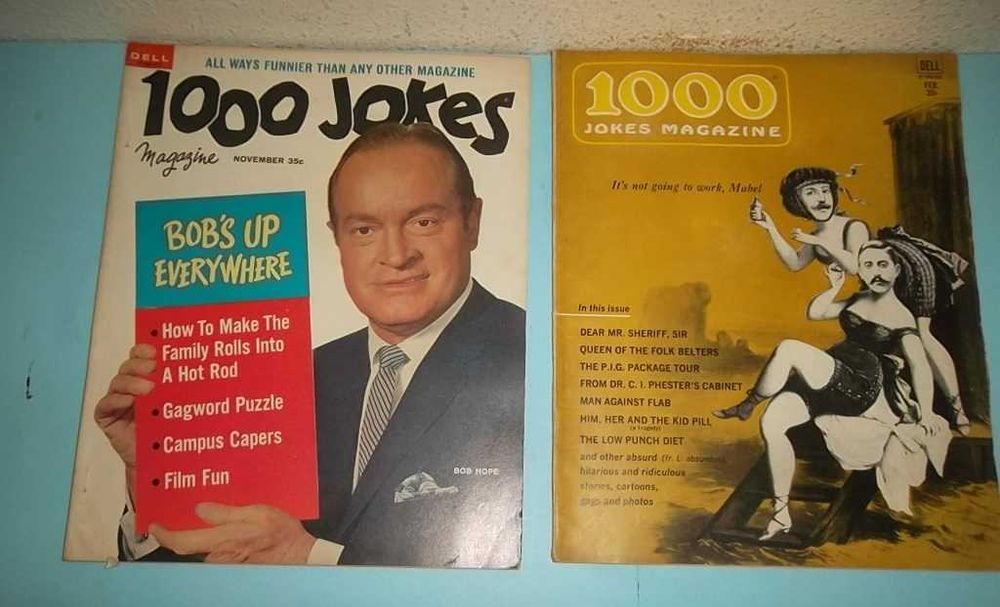 DELL
ALL WAYS FUNNIER THAN ANY OTHER MAGAZINE
1000 JOKES
Magazine NOVEMBER 35c
BOB'S UP
EVERYWHERE
• How To Make The
Family Rolls Into
A Hot Rod
• Gagword Puzzle
• Campus Capers
• Film Fun
BOB HOPE
DELL
FEB.
1000
JOKES MAGAZINE
It's not going to work, Mabel
In this issue
DEAR MR. SHERIFF, SIR
QUEEN OF THE FOLK BELTERS
THE P.I.G. PACKAGE TOUR
FROM DR. C. I. PHESTER'S CABINET
MAN AGAINST FLAB
HIM, HER AND THE KID PILL
(a tragedy)
THE LOW PUNCH DIET
and other absurd (fr. L.
hilarious and ridiculous
stories, cartoons,
gags and photos